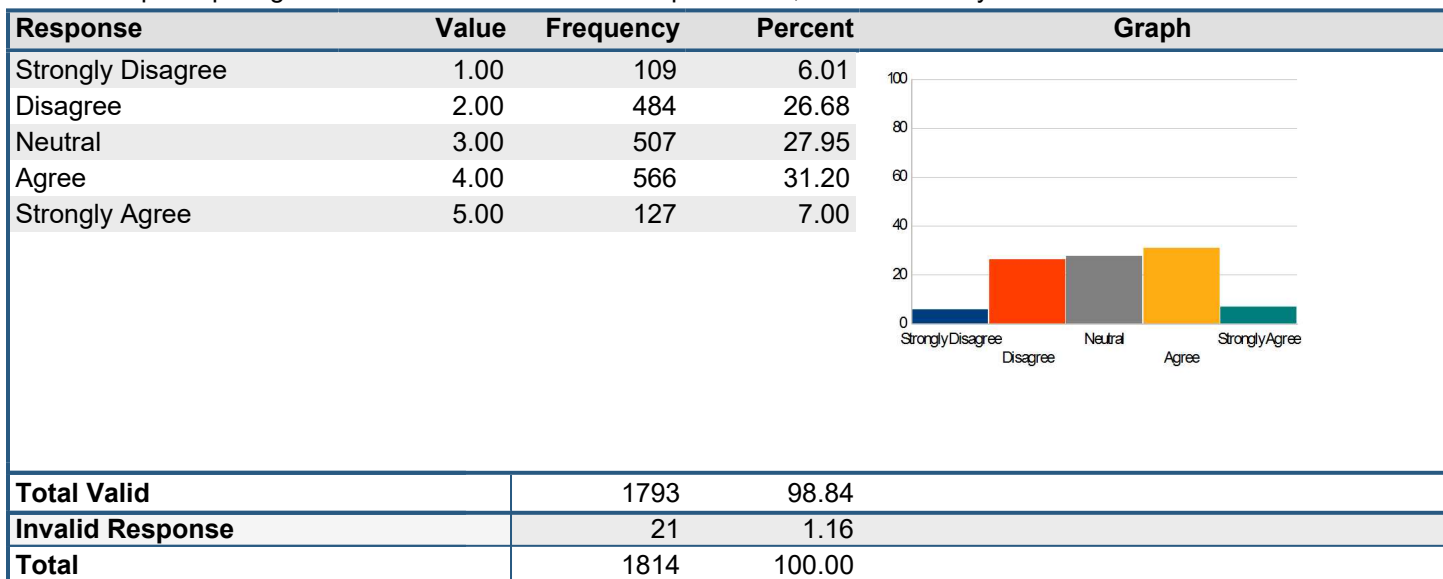 Response Value Frequency Percent Graph
Strongly Disagree 1.00 109 6.01
Disagree 2.00 484 26.68
Neutral 3.00 507 27.95
Agree 4.00 566 31.20
Strongly Agree 5.00 127 7.00
100
80
60
40
20
0
Strongly Disagree Neutral Strongly Agree
Disagree Agree
Total Valid 1793 98.84
Invalid Response 21 1.16
Total 1814 100.00